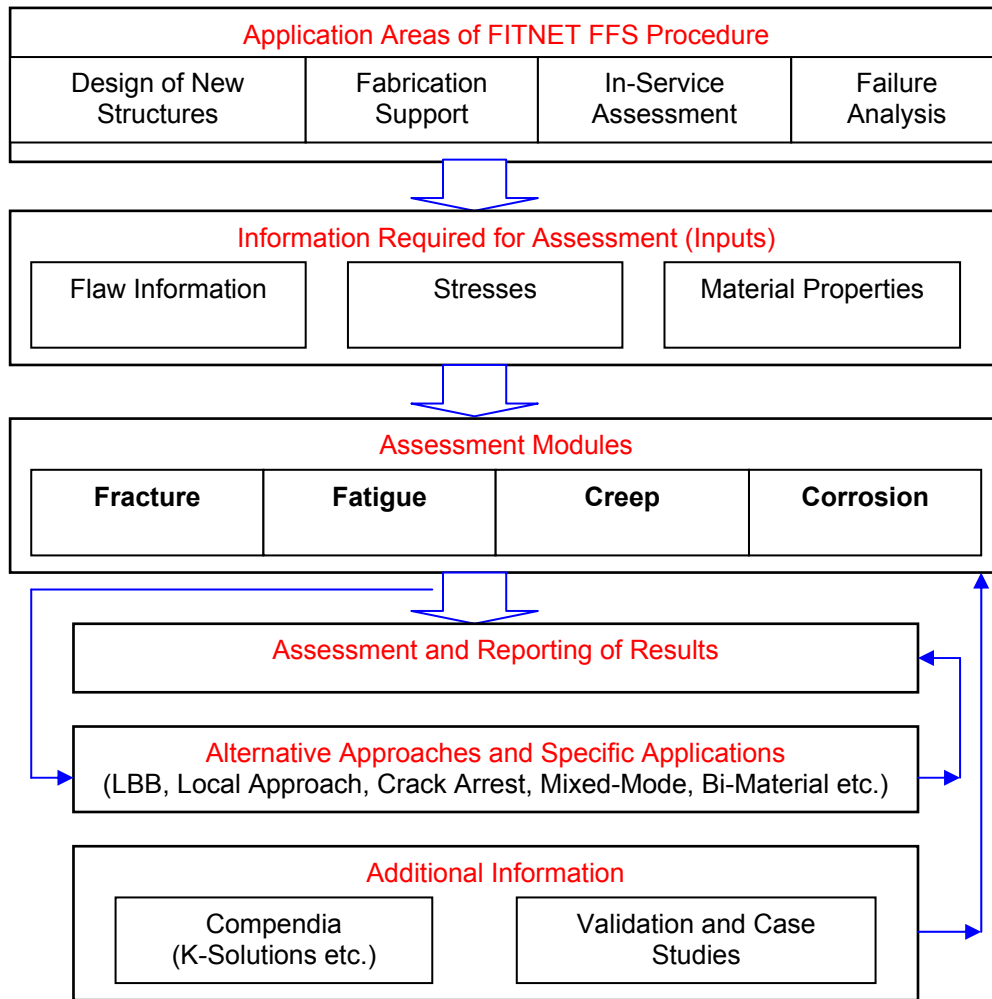 Application Areas of FITNET FFS Procedure
Design of New
Structures
Fabrication
Support
In-Service
Assessment
Failure
Analysis
Information Required for Assessment (Inputs)
Flaw Information
Stresses
Material Properties
Assessment Modules
Fracture
Fatigue
Creep
Corrosion
Assessment and Reporting of Results
Alternative Approaches and Specific Applications
(LBB, Local Approach, Crack Arrest, Mixed-Mode, Bi-Material etc.)
Additional Information
Compendia
(K-Solutions etc.)
Validation and Case
Studies